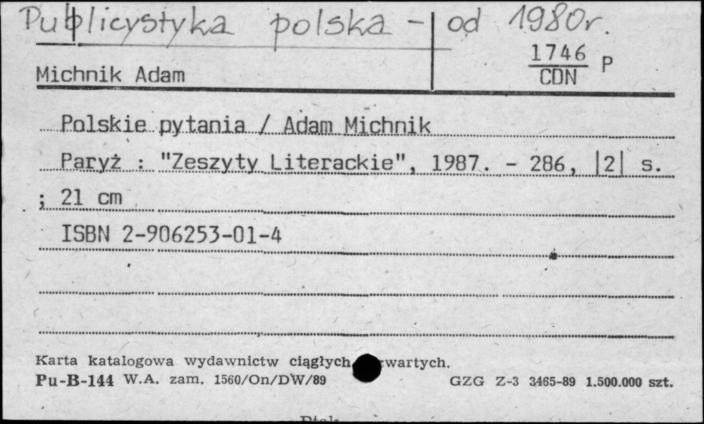 Publicystyka polska - od 1980r.
1746
CDN P
Michnik Adam
Polskie pytania / Adam Michnik
Paryż : "Zeszyty Literackie", 1987. - 286, |2| s.
; 21 cm
ISBN 2-906253-01-4
Karta katalogowa wydawnictw ciągłych wartych.
Pu-B-144 W.A. zam. 1560/On/DW/89 GZG Z-3 3465-89 1.500.000 szt.